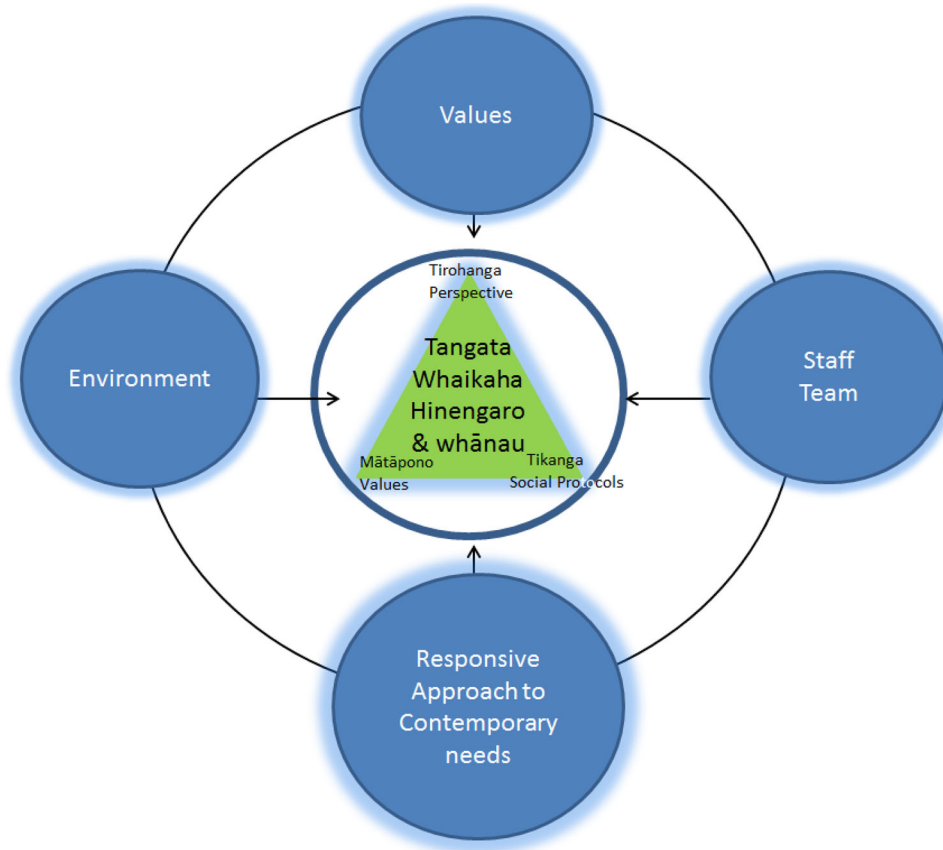 Values
Tirohanga
Perspective
Environment
Tangata
Whaikaha
Hinengaro
& whānau
Mātāpono
Values
Tikanga
Social Protocols
Staff
Team
Responsive
Approach to
Contemporary
needs